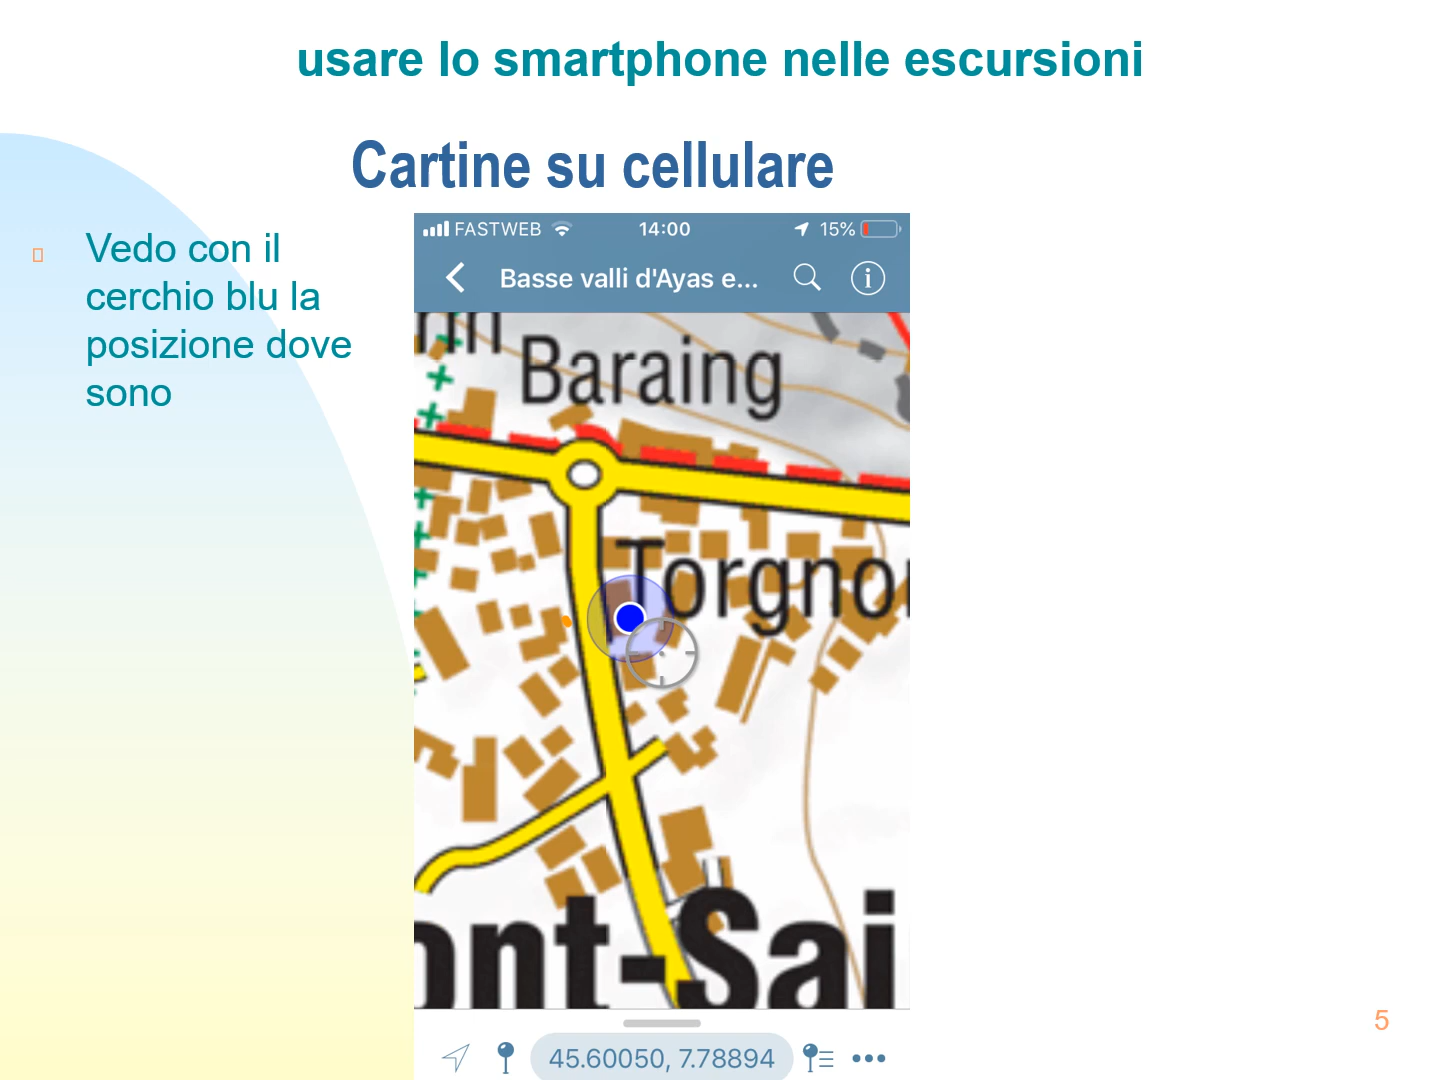 usare lo smartphone nelle escursioni
Cartine su cellulare
Vedo con il
cerchio blu la
posizione dove
sono
FASTWEB 14:00 15%
Basse valli d'Ayas e...
Baraing
Torgno
ont-Sai
45.60050, 7.78894
5